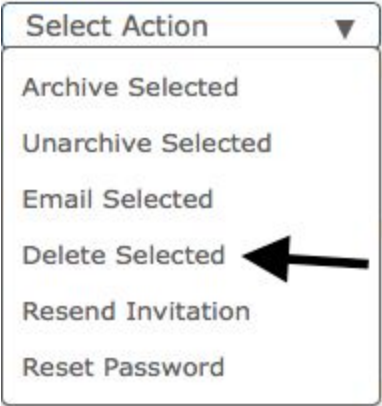 Select Action
Archive Selected
Unarchive Selected
Email Selected
Delete Selected
Resend Invitation
Reset Password